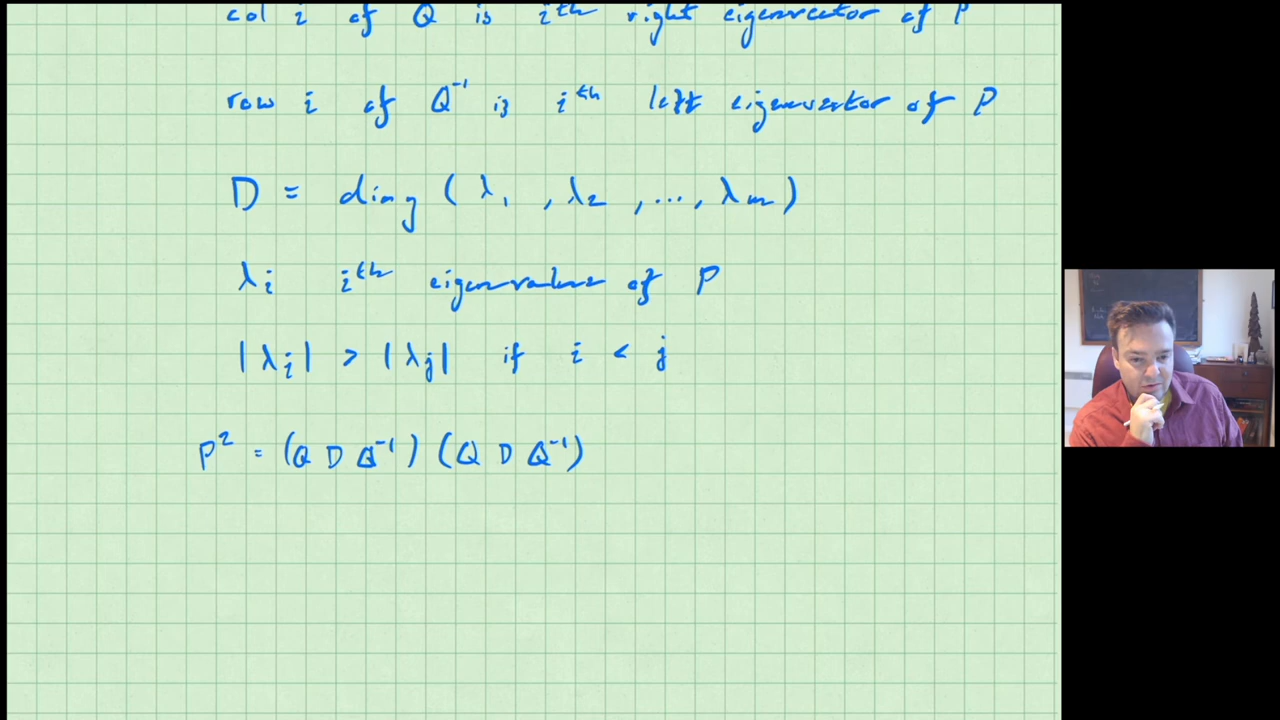 col i of Q is iᵗʰ right eigenvector of P
row i of Q⁻¹ is iᵗʰ left eigenvector of P
D = diag (λ₁, λ₂, ..., λₘ)
λᵢ iᵗʰ eigenvalue of P
|λᵢ| > |λⱼ| if i < j
P² = (Q D Q⁻¹) (Q D Q⁻¹)